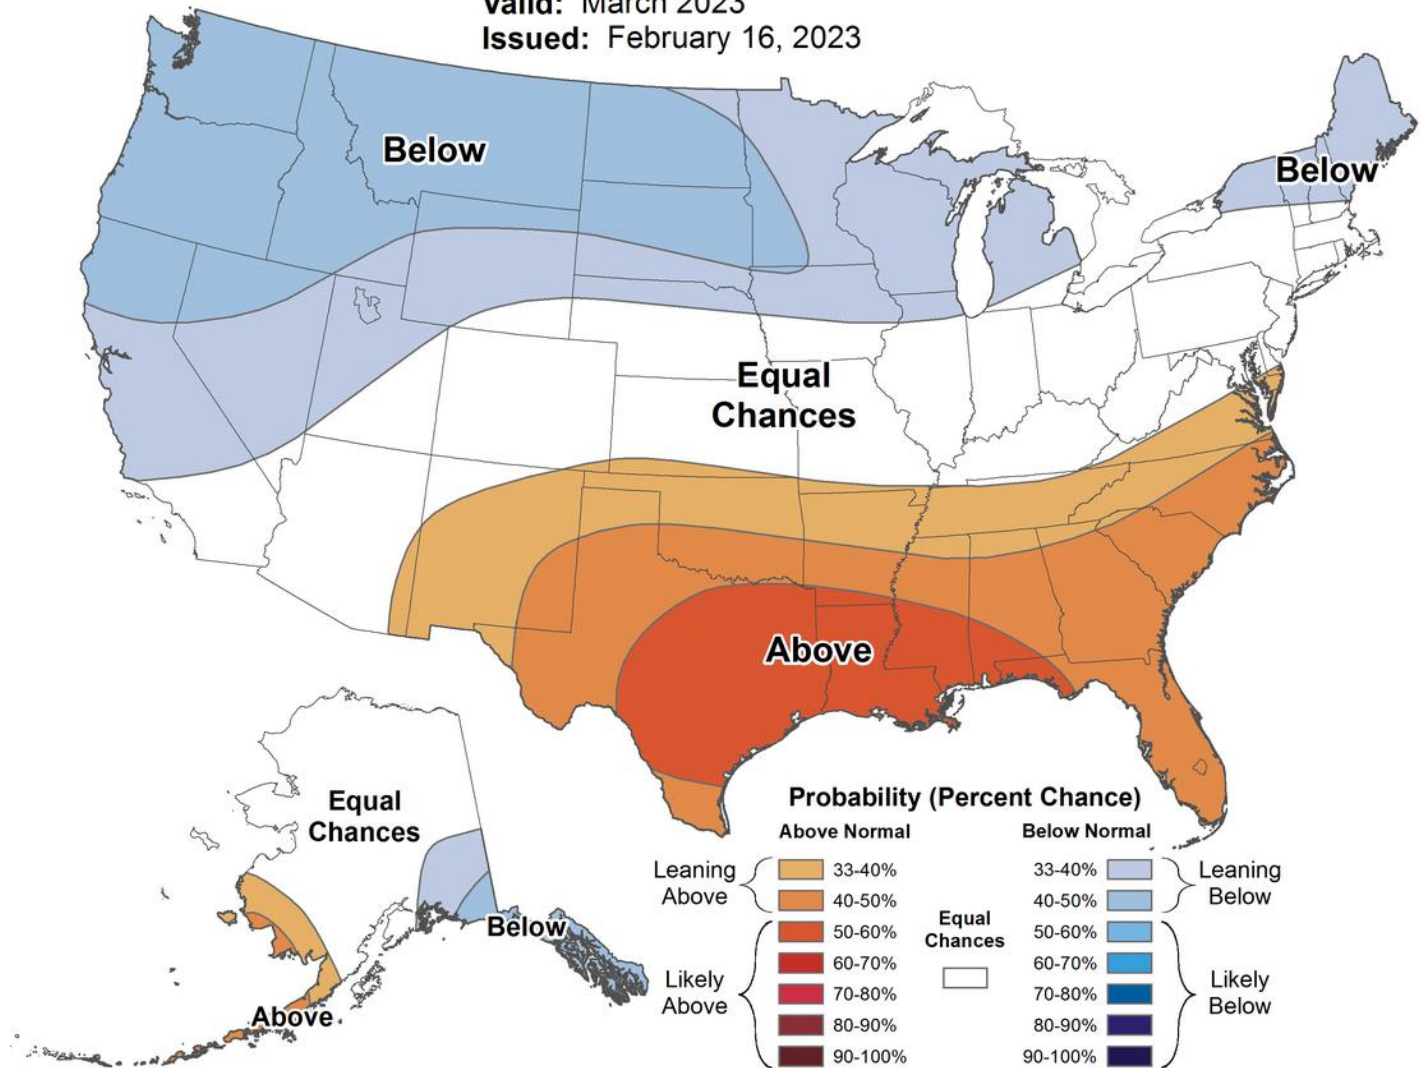 Valid: March 2023
Issued: February 16, 2023
Below
Below
Equal
Chances
Above
Equal
Chances
Below
Above
Probability (Percent Chance)
Above Normal
Below Normal
Leaning
Above
33-40%
40-50%
Likely
Above
50-60%
60-70%
70-80%
80-90%
90-100%
Equal
Chances
33-40%
40-50%
Leaning
Below
50-60%
60-70%
70-80%
80-90%
90-100%
Likely
Below